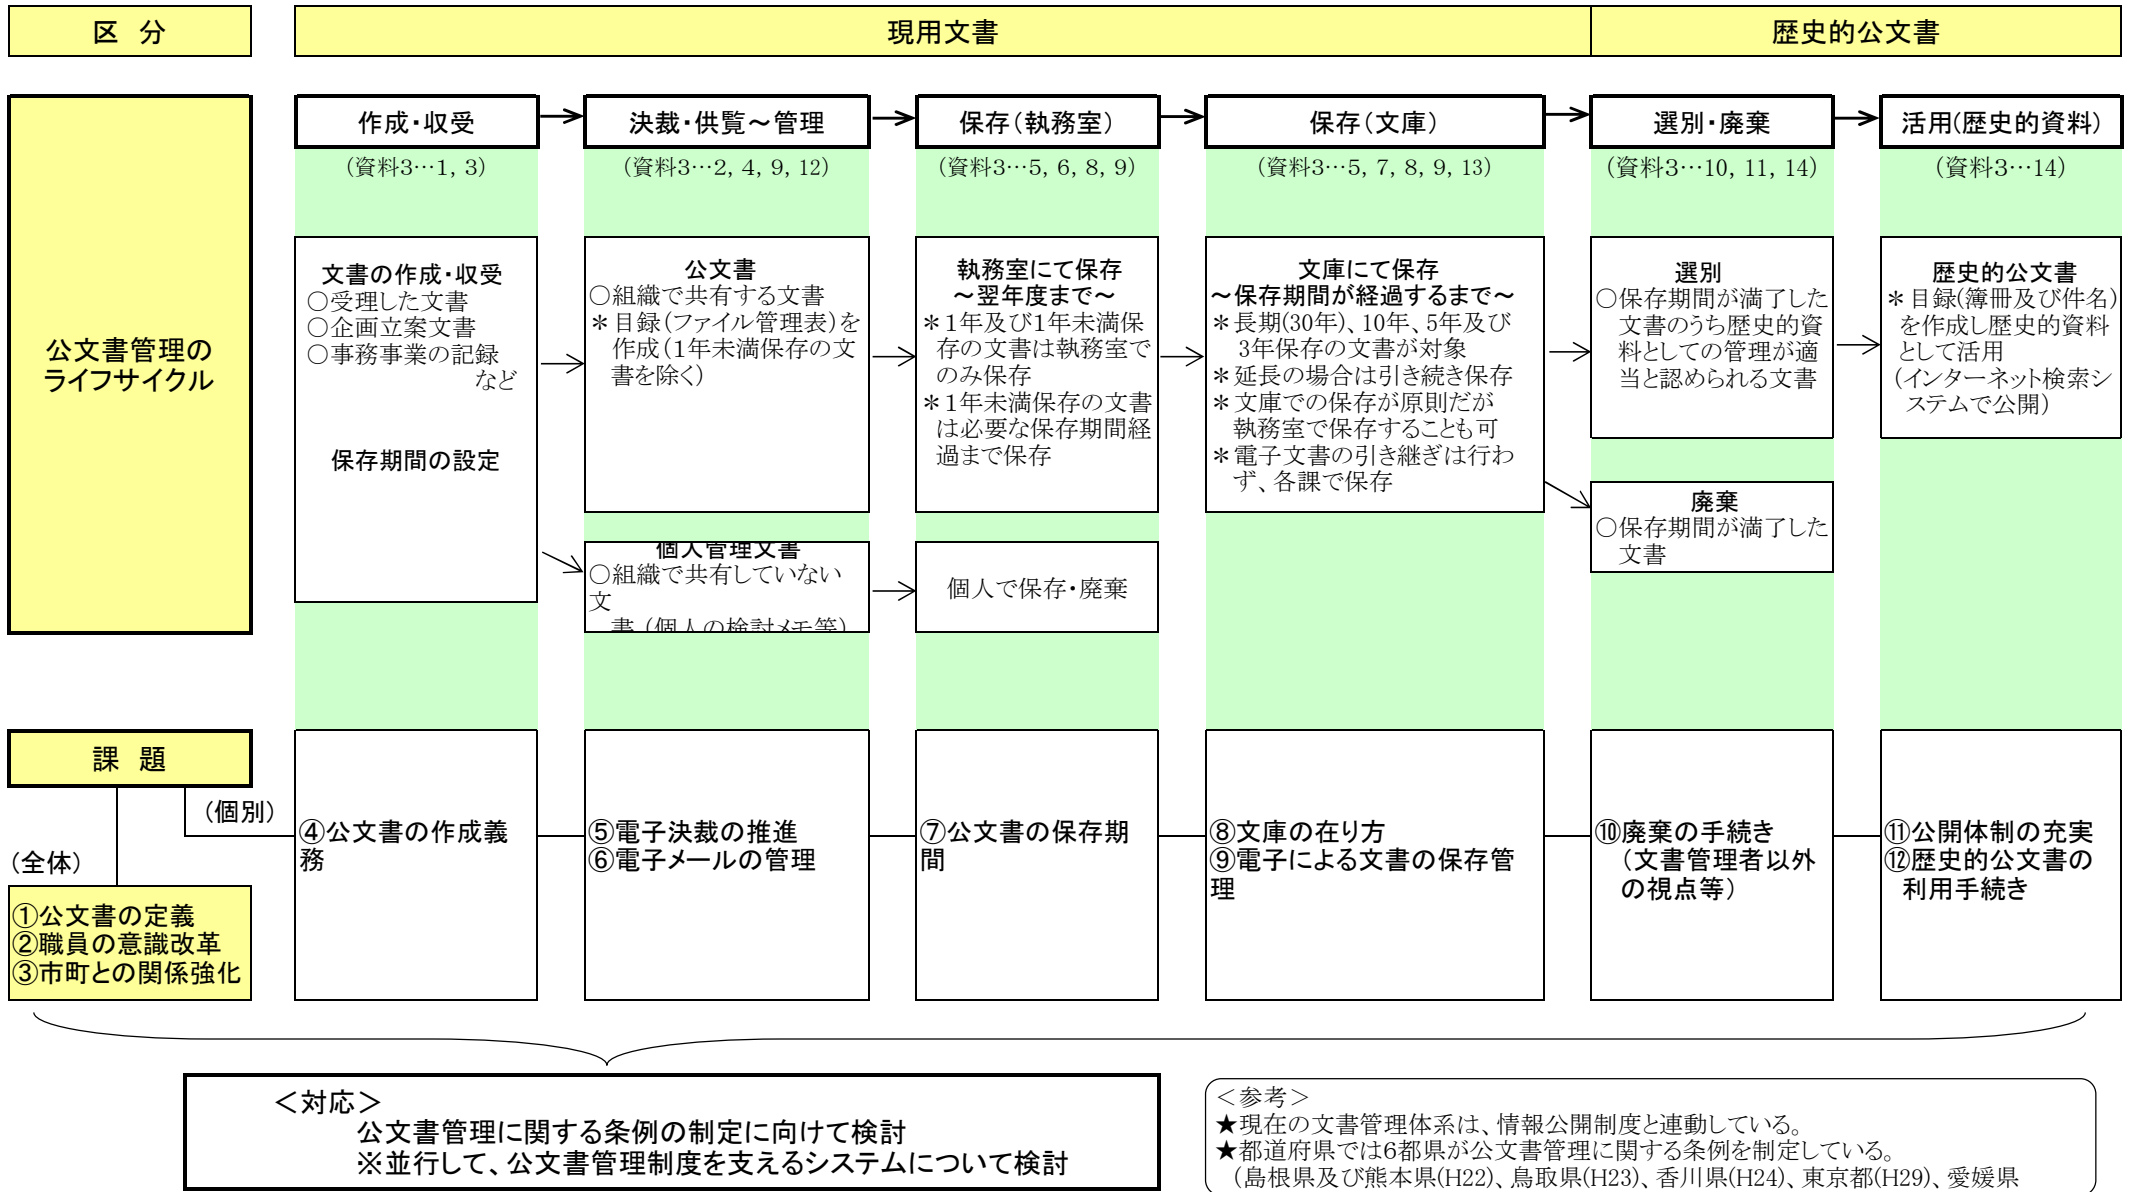 区　分
現用文書
歴史的公文書
公文書管理の
ライフサイクル
作成・収受
決裁・供覧～管理
保存（執務室）
保存（文庫）
選別・廃棄
活用(歴史的資料)
（資料3…1, 3）
（資料3…2, 4, 9, 12）
（資料3…5, 6, 8, 9）
（資料3…5, 7, 8, 9, 13）
（資料3…10, 11, 14）
（資料3…14）
文書の作成・収受
○受理した文書
○企画立案文書
○事務事業の記録
など
保存期間の設定
公文書
○組織で共有する文書
＊目録（ファイル管理表）を
作成（1年未満保存の文
書を除く）
個人管理文書
○組織で共有していない
文
書（個人の検討メモ等）
執務室にて保存
～翌年度まで～
＊1年及び1年未満保
存の文書は執務室で
のみ保存
＊1年未満保存の文書
は必要な保存期間経
過まで保存
個人で保存・廃棄
文庫にて保存
～保存期間が経過するまで～
＊長期(30年)、10年、5年及び
3年保存の文書が対象
＊延長の場合は引き続き保存
＊文庫での保存が原則だが
執務室で保存することも可
＊電子文書の引き継ぎは行わ
ず、各課で保存
選別
○保存期間が満了した
文書のうち歴史的資
料としての管理が適
当と認められる文書
廃棄
○保存期間が満了した
文書
歴史的公文書
＊目録(簿冊及び件名)
を作成し歴史的資料
として活用
（インターネット検索シ
ステムで公開）
課　題
（個別）
（全体）
①公文書の定義
②職員の意識改革
③市町との関係強化
④公文書の作成義
務
⑤電子決裁の推進
⑥電子メールの管理
⑦公文書の保存期
間
⑧文庫の在り方
⑨電子による文書の保存管
理
⑩廃棄の手続き
（文書管理者以外
の視点等）
⑪公開体制の充実
⑫歴史的公文書の
利用手続き
＜対応＞
公文書管理に関する条例の制定に向けて検討
※並行して、公文書管理制度を支えるシステムについて検討
＜参考＞
★現在の文書管理体系は、情報公開制度と連動している。
★都道府県では6都県が公文書管理に関する条例を制定している。
（島根県及び熊本県(H22)、鳥取県(H23)、香川県(H24)、東京都(H29)、愛媛県